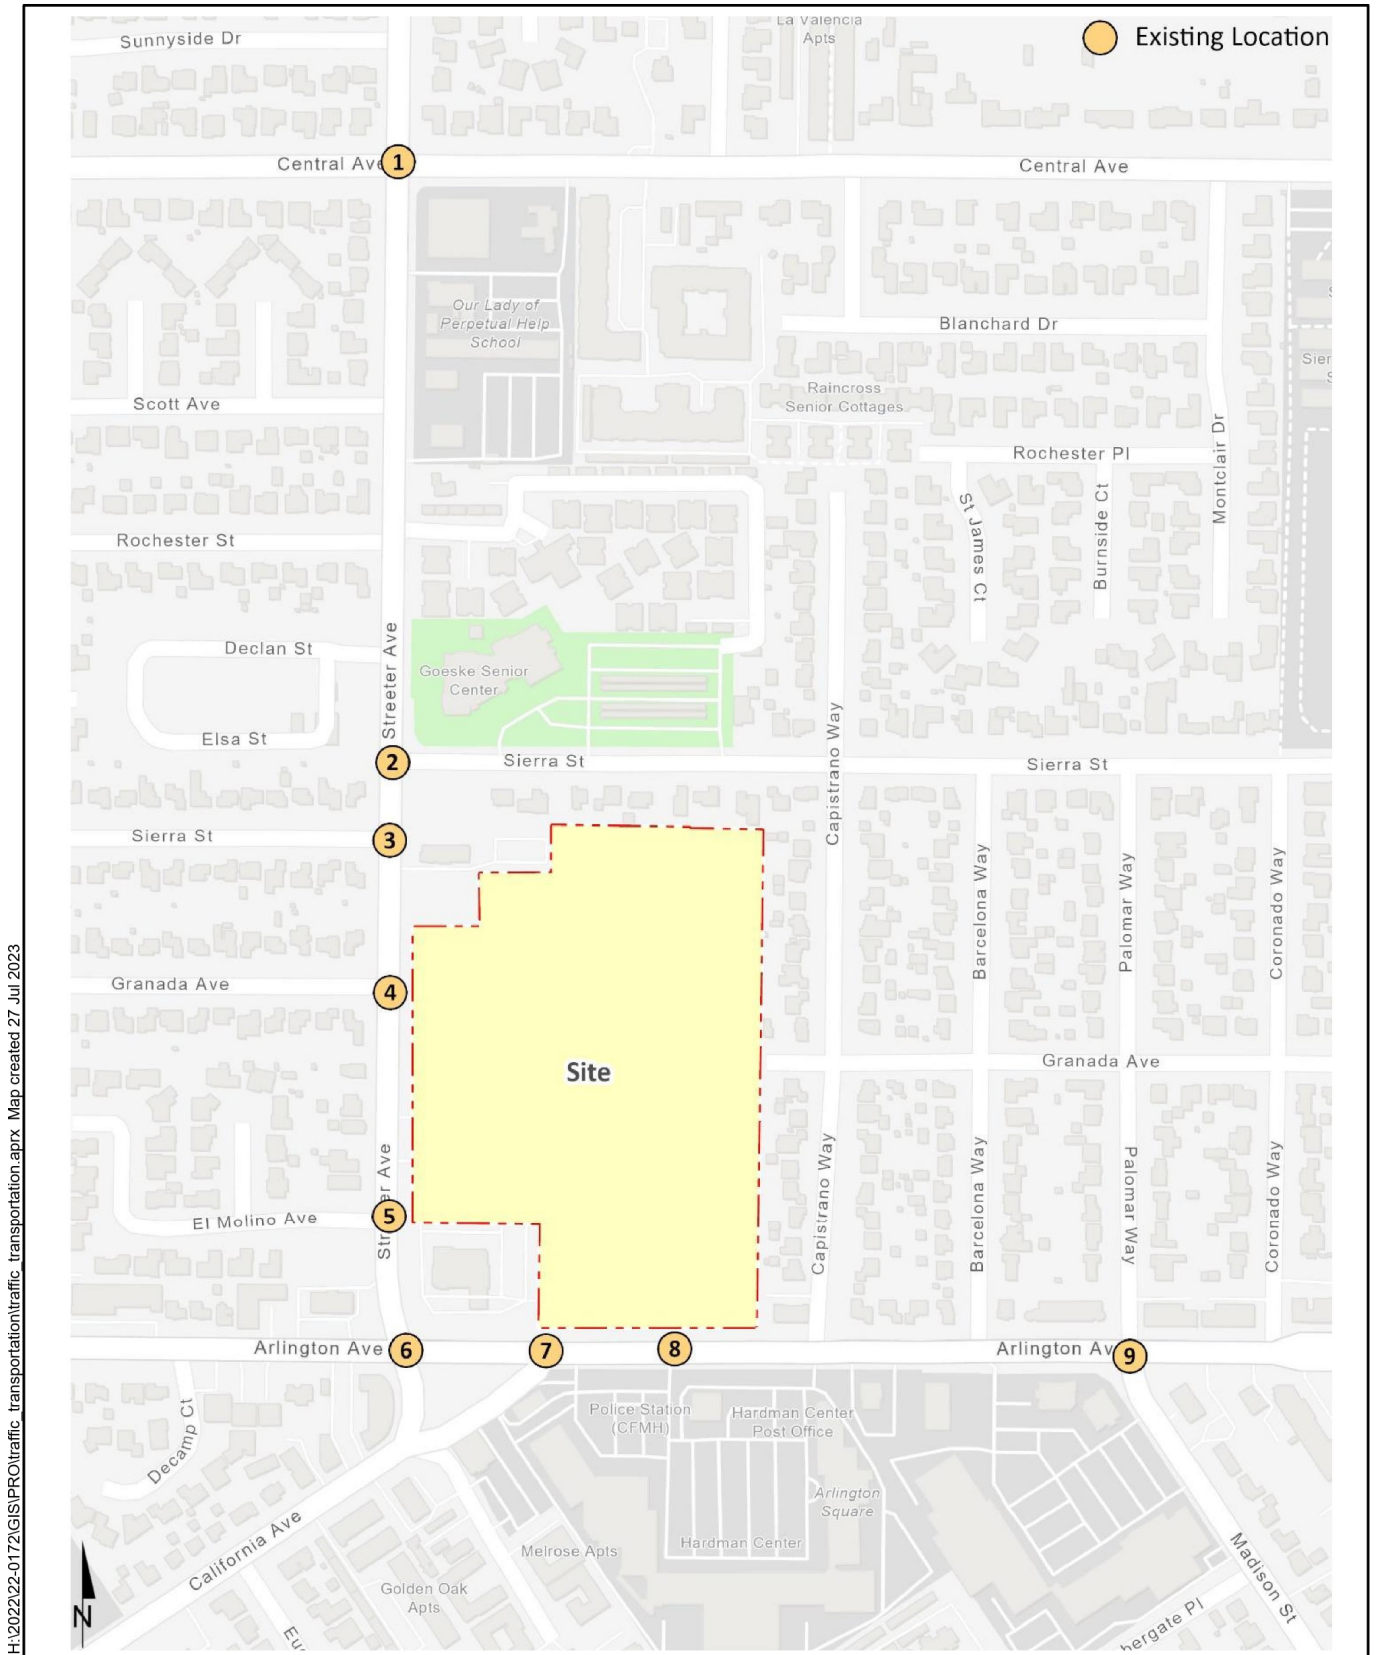 La Valencia
Apts
Existing Location
Sunnyside Dr
Central Ave
1
Central Ave
Our Lady of
Perpetual Help
School
Blanchard Dr
Raincross
Senior Cottages
Scott Ave
Montclair Dr
Rochester Pl
St James Ct
Burnside Ct
Rochester St
Declan St
Streeter Ave
Goeske Senior
Center
Elsa St
2
Sierra St
Capistrano Way
Sierra St
Sierra St
3
Barcelona Way
Palomar Way
Coronado Way
Granada Ave
4
Site
Granada Ave
Capistrano Way
Barcelona Way
Palomar Way
Coronado Way
El Molino Ave
5
Arlington Ave
6
7
8
Arlington Av
9
Decamp Ct
Police Station
(CFMH)
Hardman Center
Post Office
Arlington
Square
Hardman Center
Melrose Apts
California Ave
Golden Oak
Apts
Madison St
bergate Pl
N
H:\2022\22-0172\GIS\PRO\traffic_transportation\traffic_transportation.aprx Map created 27 Jul 2023